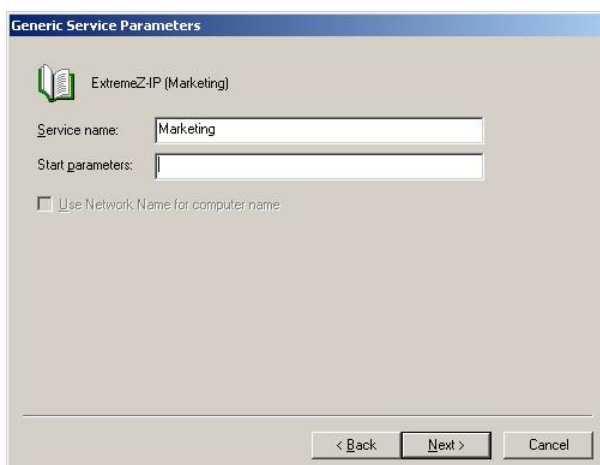 Generic Service Parameters
ExtremeZ-IP (Marketing)
Service name: Marketing
Start parameters:
Use Network Name for computer name
< Back Next > Cancel